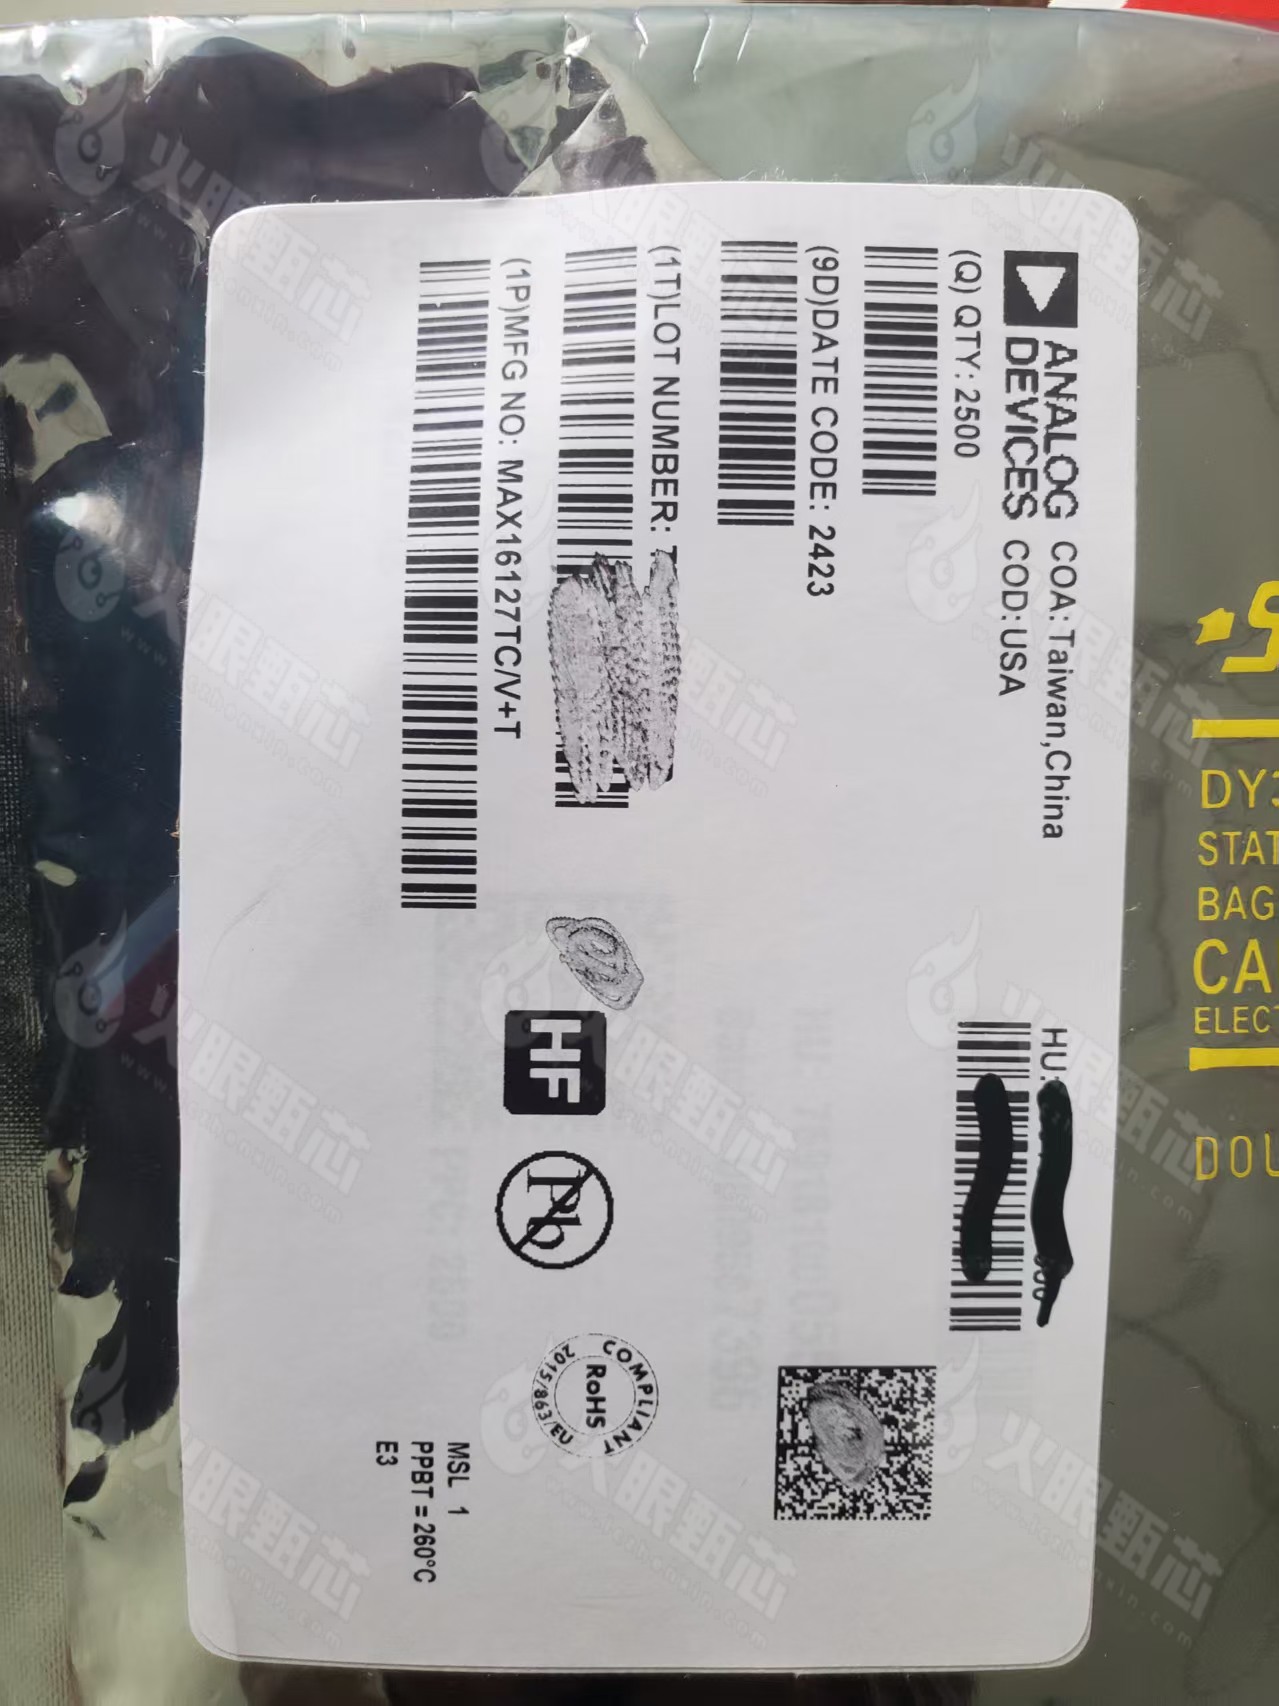 ANALOG
DEVICES
COA: Taiwan,China
COD: USA
(Q) QTY: 2500
(9D)DATE CODE: 2423
(1T)LOT NUMBER:
(1P)MFG NO: MAX16127TC/V+T
HU:
HF
Pb
COMPLIANT
RoHS
2015/863/EU
MSL 1
PPBT = 260°C
E3
STAT
BAG
CA
ELECT
DOU
火眼甄芯